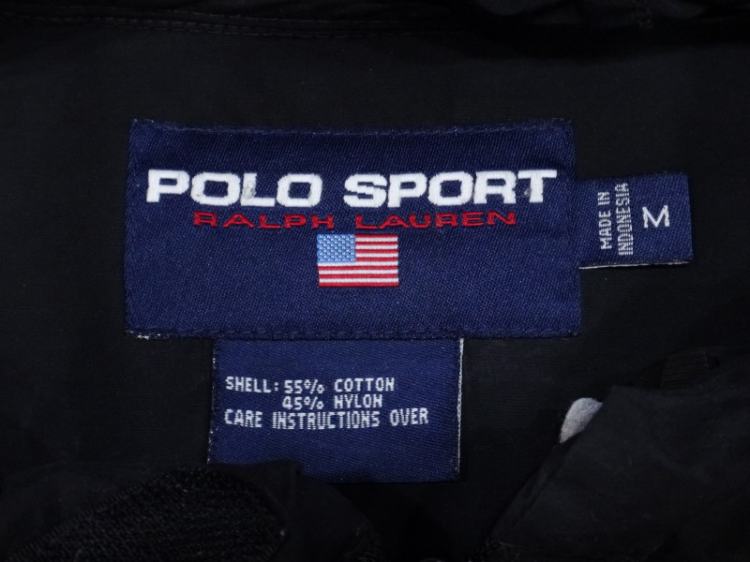 POLO SPORT
RALPH LAUREN
MADE IN
INDONESIA
M
SHELL: 55% COTTON
45% NYLON
CARE INSTRUCTIONS OVER